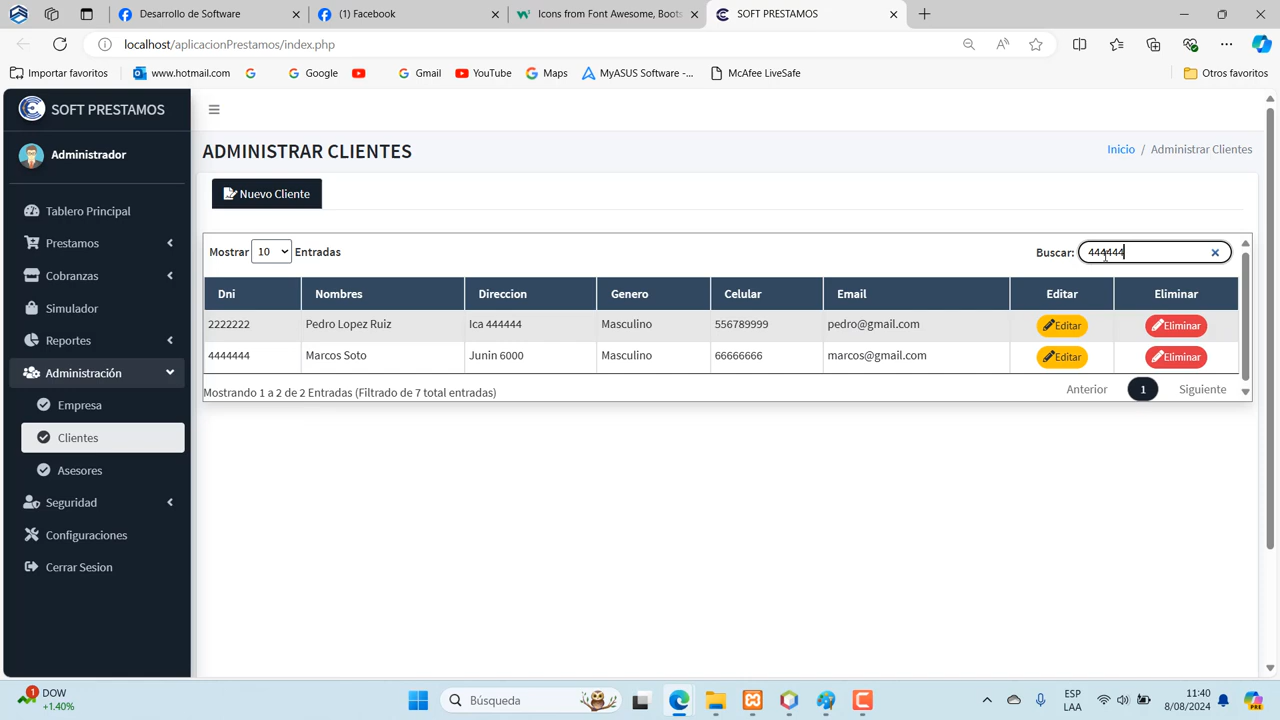 Desarrollo de Software
(1) Facebook
Icons from Font Awesome, Boots
SOFT PRESTAMOS
localhost/aplicacionPrestamos/index.php
Importar favoritos
www.hotmail.com
Google
Gmail
YouTube
Maps
MyASUS Software -...
McAfee LiveSafe
Otros favoritos
SOFT PRESTAMOS
Administrador
Tablero Principal
Prestamos
Cobranzas
Simulador
Reportes
Administración
Empresa
Clientes
Asesores
Seguridad
Configuraciones
Cerrar Sesion
ADMINISTRAR CLIENTES
Inicio / Administrar Clientes
Nuevo Cliente
Mostrar 10 Entradas
Buscar: 444444
Dni Nombres Direccion Genero Celular Email Editar Eliminar
2222222 Pedro Lopez Ruiz Ica 444444 Masculino 556789999 pedro@gmail.com Editar Eliminar
4444444 Marcos Soto Junin 6000 Masculino 66666666 marcos@gmail.com Editar Eliminar
Mostrando 1 a 2 de 2 Entradas (Filtrado de 7 total entradas)
Anterior 1 Siguiente
1
DOW
+1.40%
Búsqueda
ESP
LAA
11:40
8/08/2024
PRE